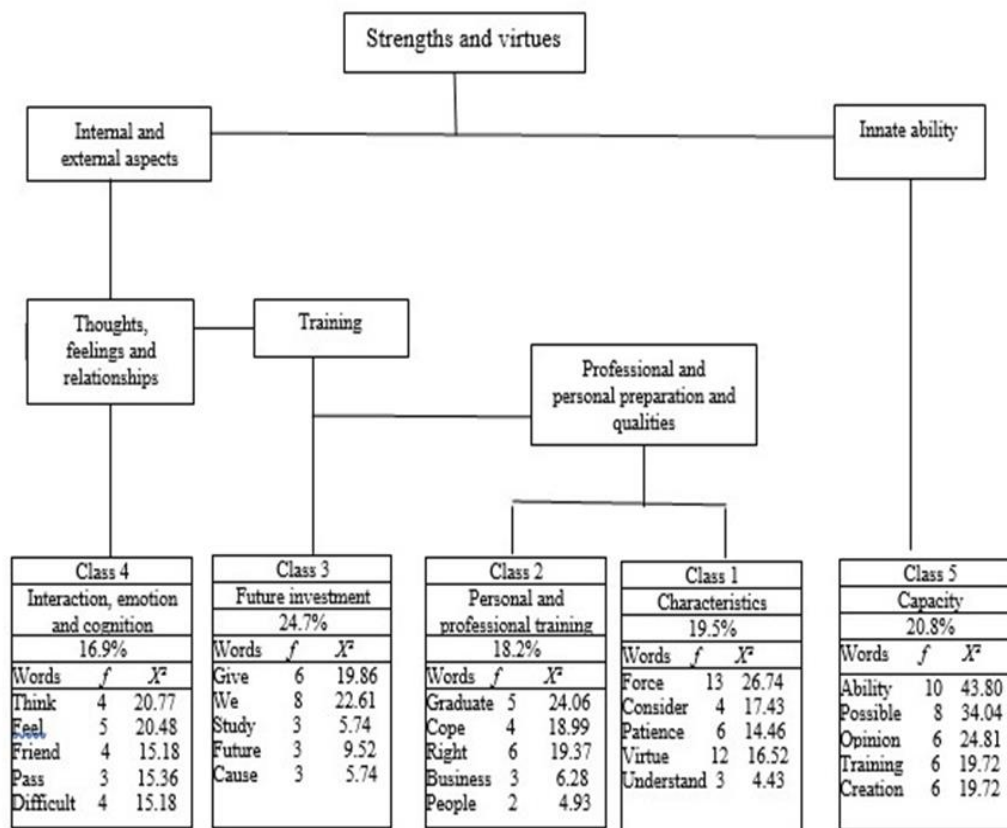 Strengths and virtues
Internal and
external aspects
Innate ability
Thoughts,
feelings and
relationships
Training
Professional and
personal preparation and
qualities
Class 4
Interaction, emotion
and cognition
16.9%
Words f X²
Think 4 20.77
Feel 5 20.48
Friend 4 15.18
Pass 3 15.36
Difficult 4 15.18
Class 3
Future investment
24.7%
Words f X²
Give 6 19.86
We 8 22.61
Study 3 5.74
Future 3 9.52
Cause 3 5.74
Class 2
Personal and
professional training
18.2%
Words f X²
Graduate 5 24.06
Cope 4 18.99
Right 6 19.37
Business 3 6.28
People 2 4.93
Class 1
Characteristics
19.5%
Words f X²
Force 13 26.74
Consider 4 17.43
Patience 6 14.46
Virtue 12 16.52
Understand 3 4.43
Class 5
Capacity
20.8%
Words f X²
Ability 10 43.80
Possible 8 34.04
Opinion 6 24.81
Training 6 19.72
Creation 6 19.72